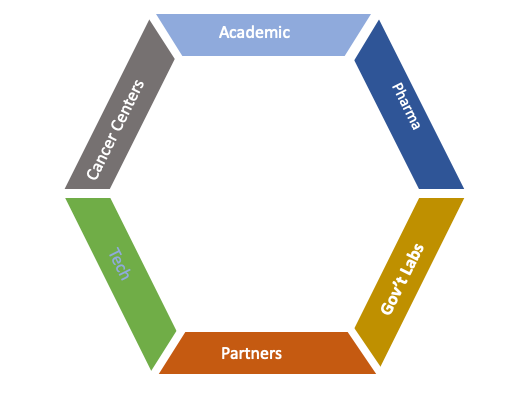 Academic
Pharma
Gov't Labs
Partners
Tech
Cancer Centers